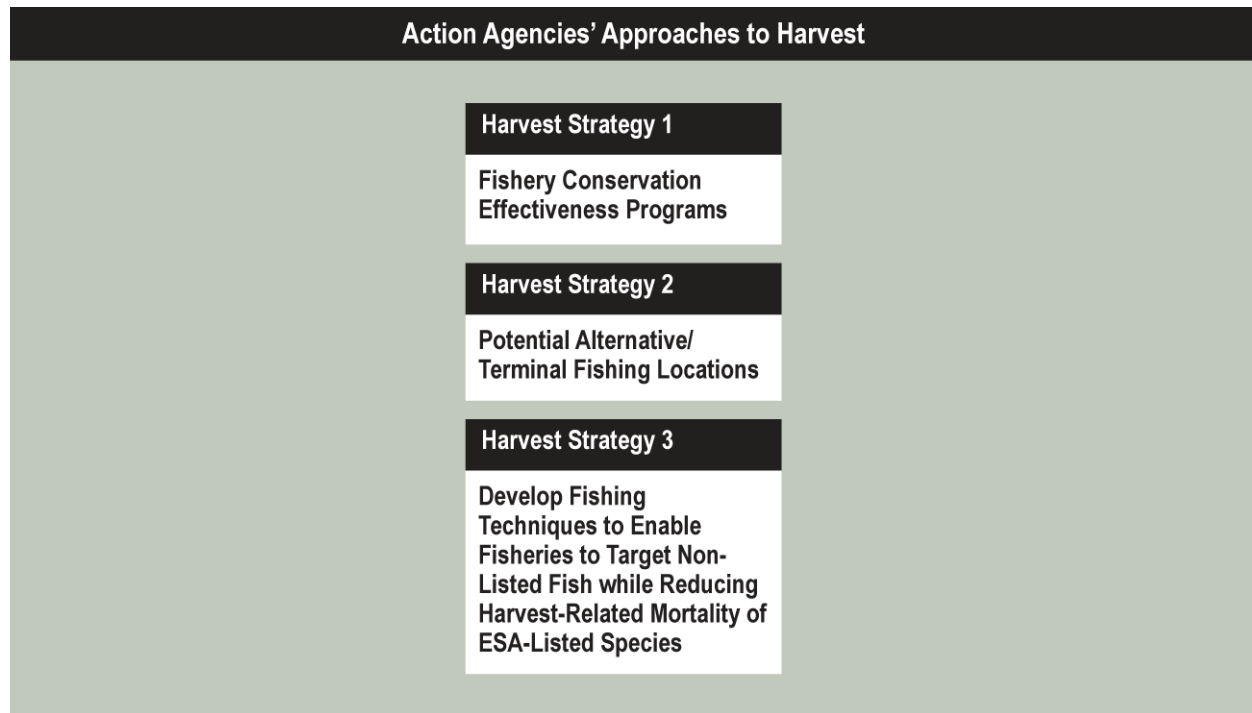 Action Agencies’ Approaches to Harvest
Harvest Strategy 1
Fishery Conservation
Effectiveness Programs
Harvest Strategy 2
Potential Alternative/
Terminal Fishing Locations
Harvest Strategy 3
Develop Fishing
Techniques to Enable
Fisheries to Target Non-
Listed Fish while Reducing
Harvest-Related Mortality of
ESA-Listed Species